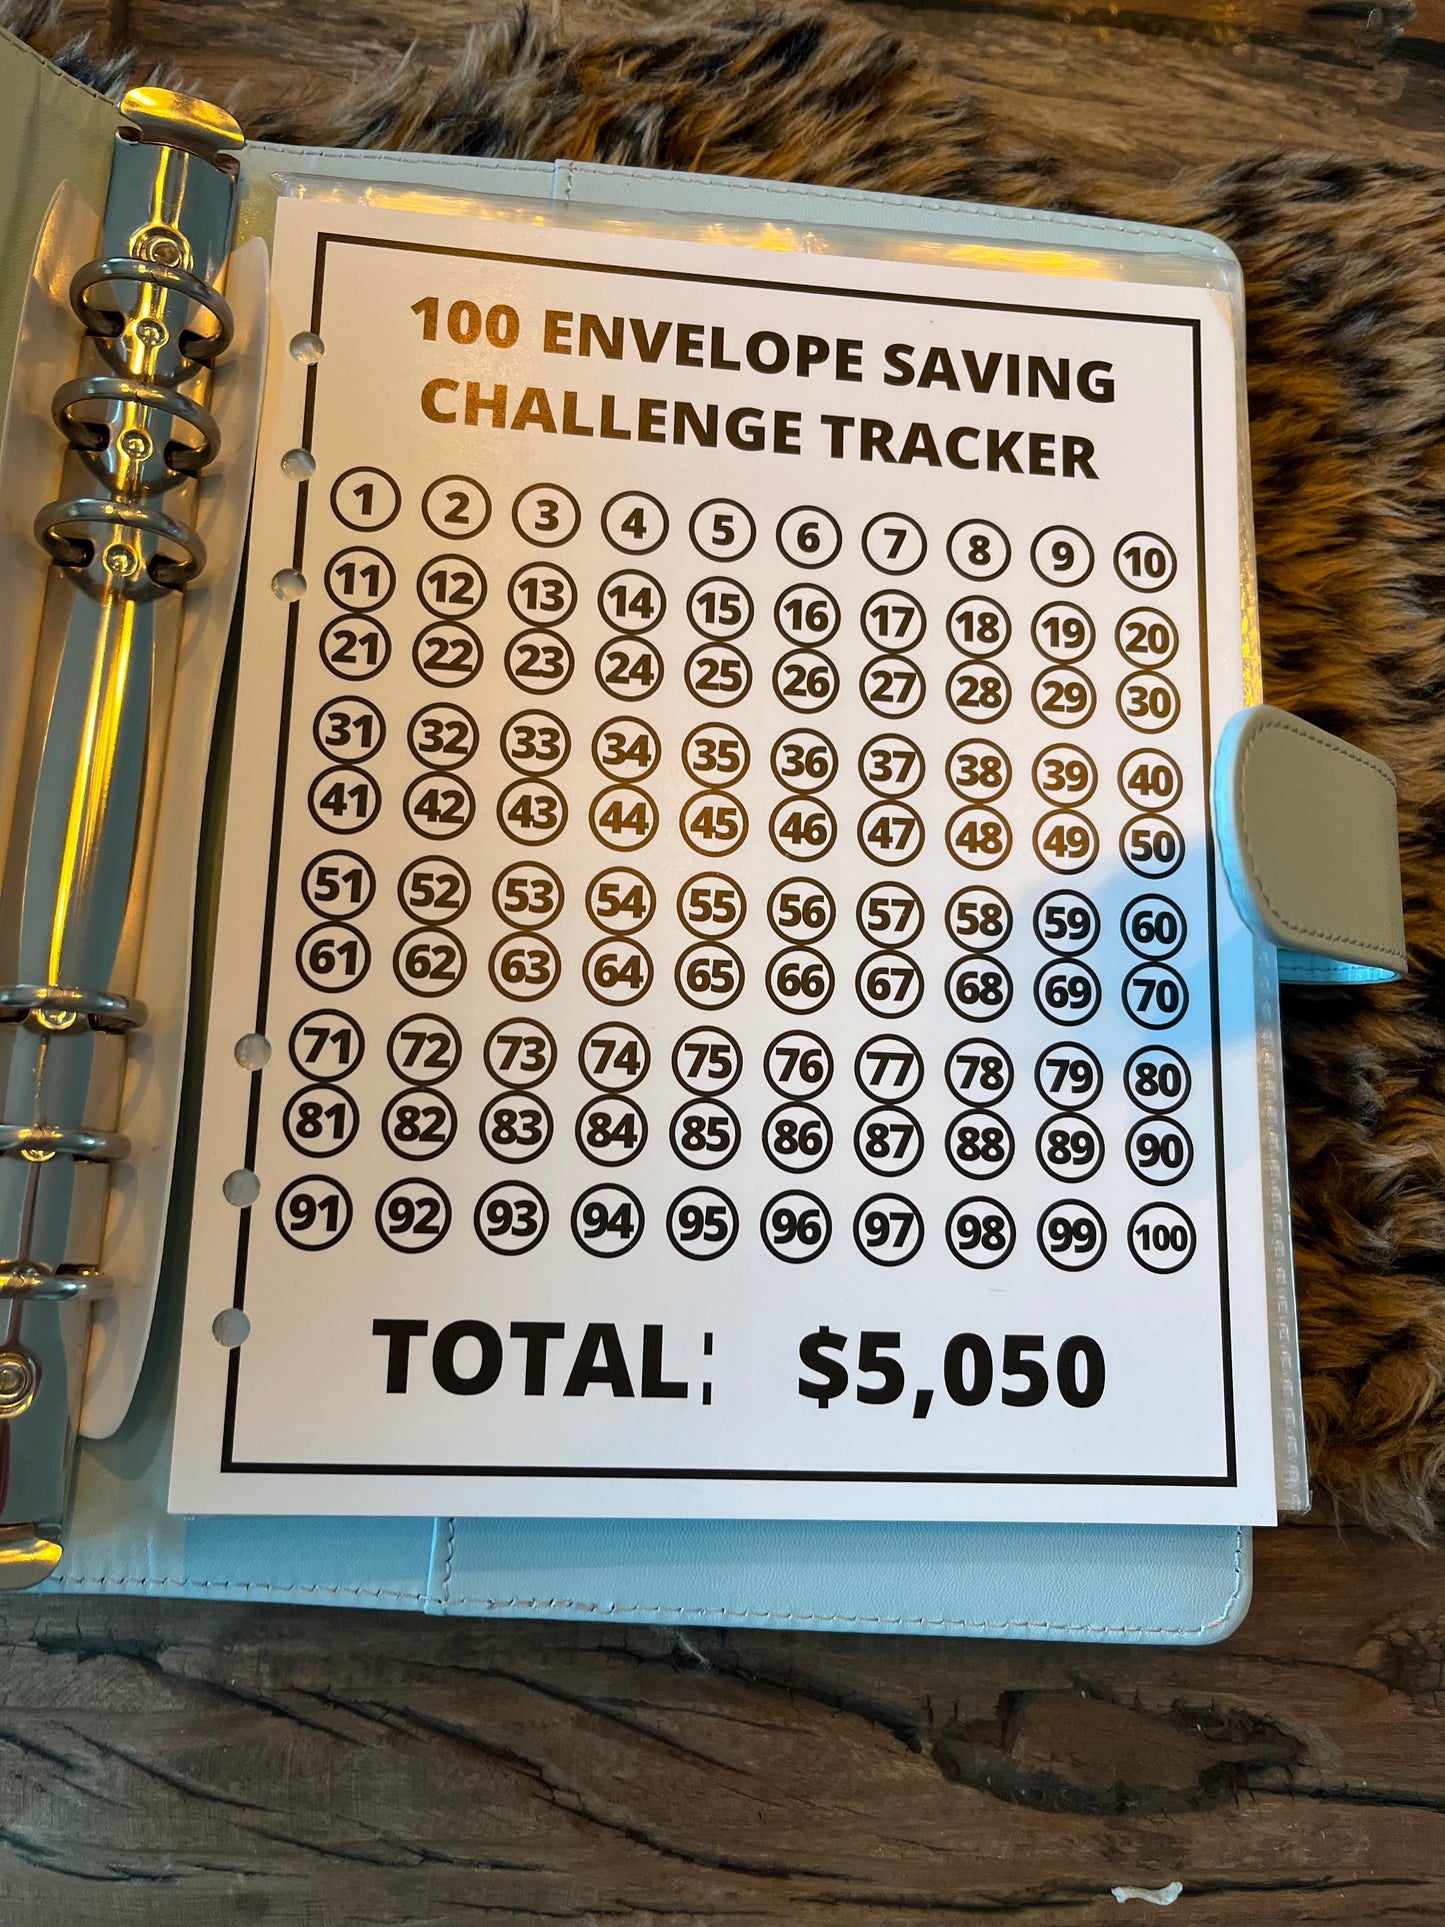 100 ENVELOPE SAVING
CHALLENGE TRACKER
1 2 3 4 5 6 7 8 9 10
11 12 13 14 15 16 17 18 19 20
21 22 23 24 25 26 27 28 29 30
31 32 33 34 35 36 37 38 39 40
41 42 43 44 45 46 47 48 49 50
51 52 53 54 55 56 57 58 59 60
61 62 63 64 65 66 67 68 69 70
71 72 73 74 75 76 77 78 79 80
81 82 83 84 85 86 87 88 89 90
91 92 93 94 95 96 97 98 99 100
TOTAL: $5,050